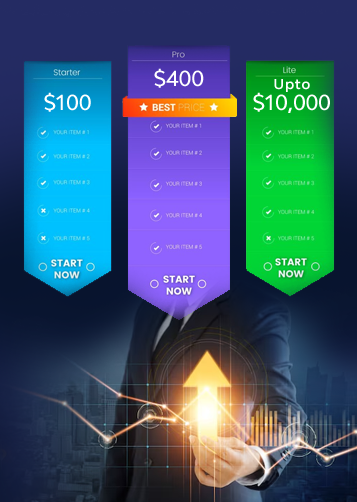 Starter
$100
YOUR ITEM # 1
YOUR ITEM # 2
YOUR ITEM # 3
YOUR ITEM # 4
YOUR ITEM # 5
START
NOW
Pro
$400
BEST PRICE
YOUR ITEM # 1
YOUR ITEM # 2
YOUR ITEM # 3
YOUR ITEM # 4
YOUR ITEM # 5
START
NOW
Lite
Upto
$10,000
YOUR ITEM # 1
YOUR ITEM # 2
YOUR ITEM # 3
YOUR ITEM # 4
YOUR ITEM # 5
START
NOW